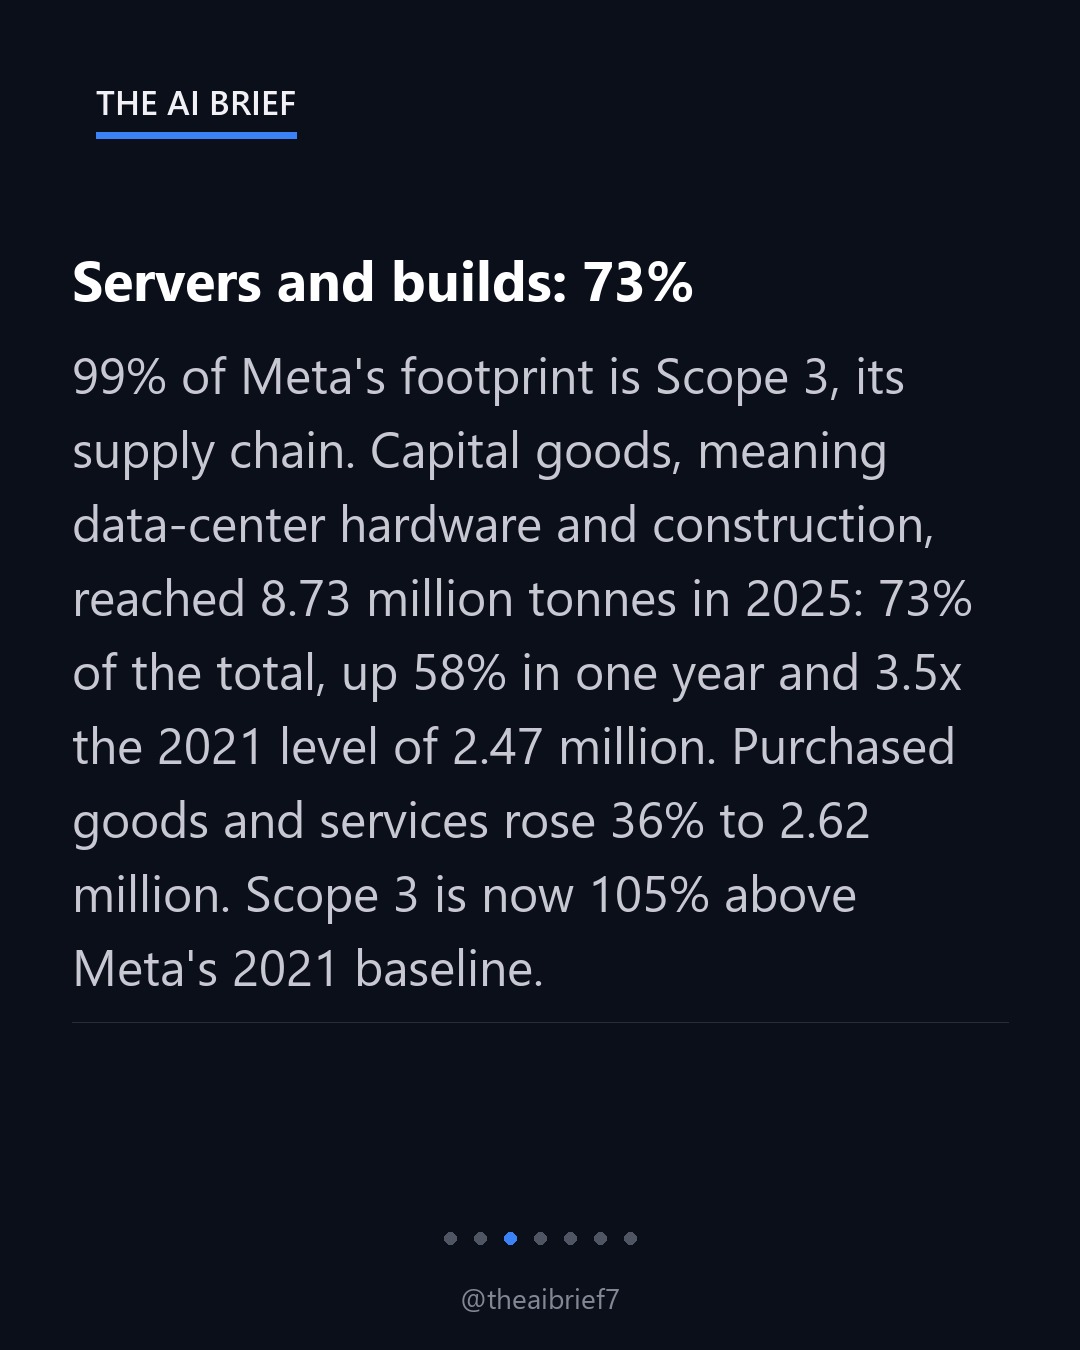 THE AI BRIEF
Servers and builds: 73%
99% of Meta's footprint is Scope 3, its
supply chain. Capital goods, meaning
data-center hardware and construction,
reached 8.73 million tonnes in 2025: 73%
of the total, up 58% in one year and 3.5x
the 2021 level of 2.47 million. Purchased
goods and services rose 36% to 2.62
million. Scope 3 is now 105% above
Meta's 2021 baseline.
@theaibrief7